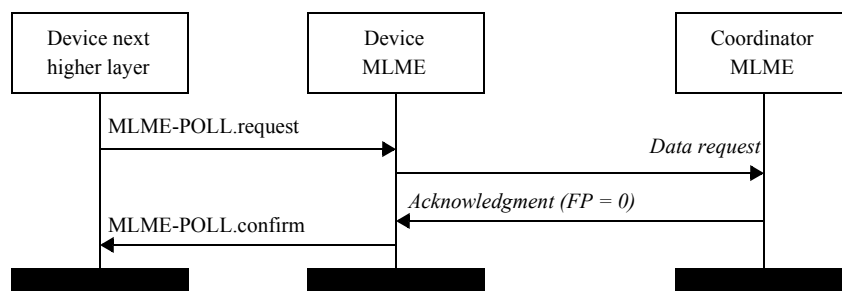 Device next
higher layer
Device
MLME
Coordinator
MLME
MLME-POLL.request
Data request
Acknowledgment (FP = 0)
MLME-POLL.confirm